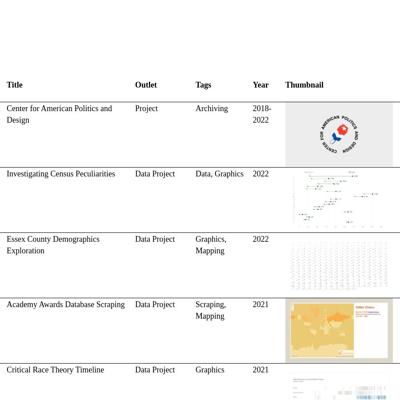 Title Outlet Tags Year Thumbnail
Center for American Politics and Project Archiving 2018-
Design 2022
CENTER FOR AMERICAN POLITICS AND DESIGN
Investigating Census Peculiarities Data Project Data, Graphics 2022
Essex County Demographics Data Project Graphics, 2022
Exploration Mapping
Academy Awards Database Scraping Data Project Scraping, 2021
Mapping
Critical Race Theory Timeline Data Project Graphics 2021